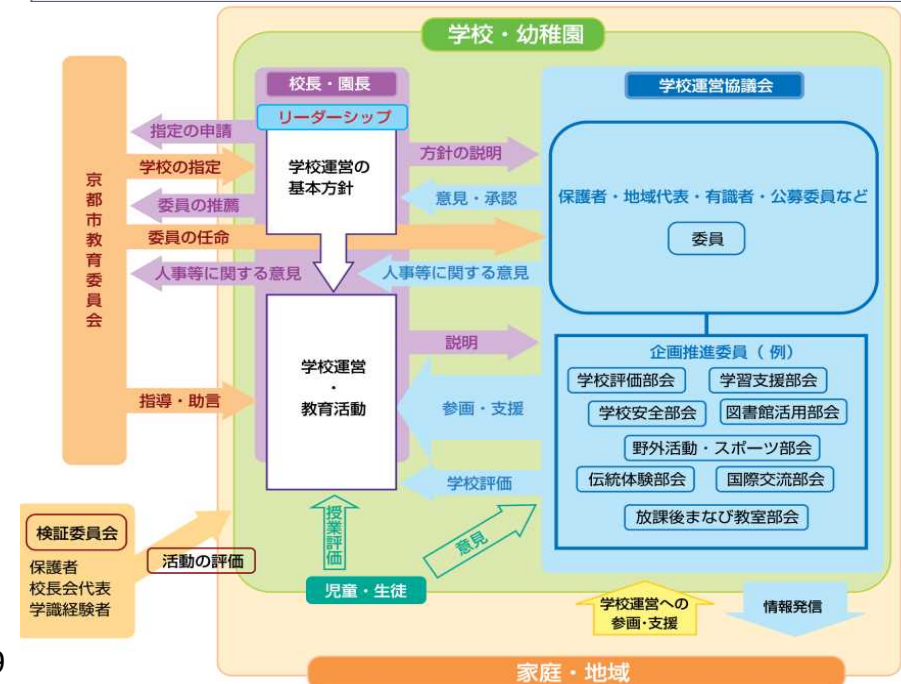 学校・幼稚園
校長・園長
リーダーシップ
学校運営の
基本方針
学校運営協議会
京都市教育委員会
指定の申請
学校の指定
委員の推薦
委員の任命
人事等に関する意見
指導・助言
方針の説明
意見・承認
人事等に関する意見
保護者・地域代表・有識者・公募委員など
委員
学校運営
・
教育活動
説明
参画・支援
学校評価
企画推進委員（例）
学校評価部会
学習支援部会
学校安全部会
図書館活用部会
野外活動・スポーツ部会
伝統体験部会
国際交流部会
放課後まなび教室部会
検証委員会
保護者
校長会代表
学識経験者
活動の評価
授業評価
意見
児童・生徒
学校運営への
参画・支援
情報発信
家庭・地域
9